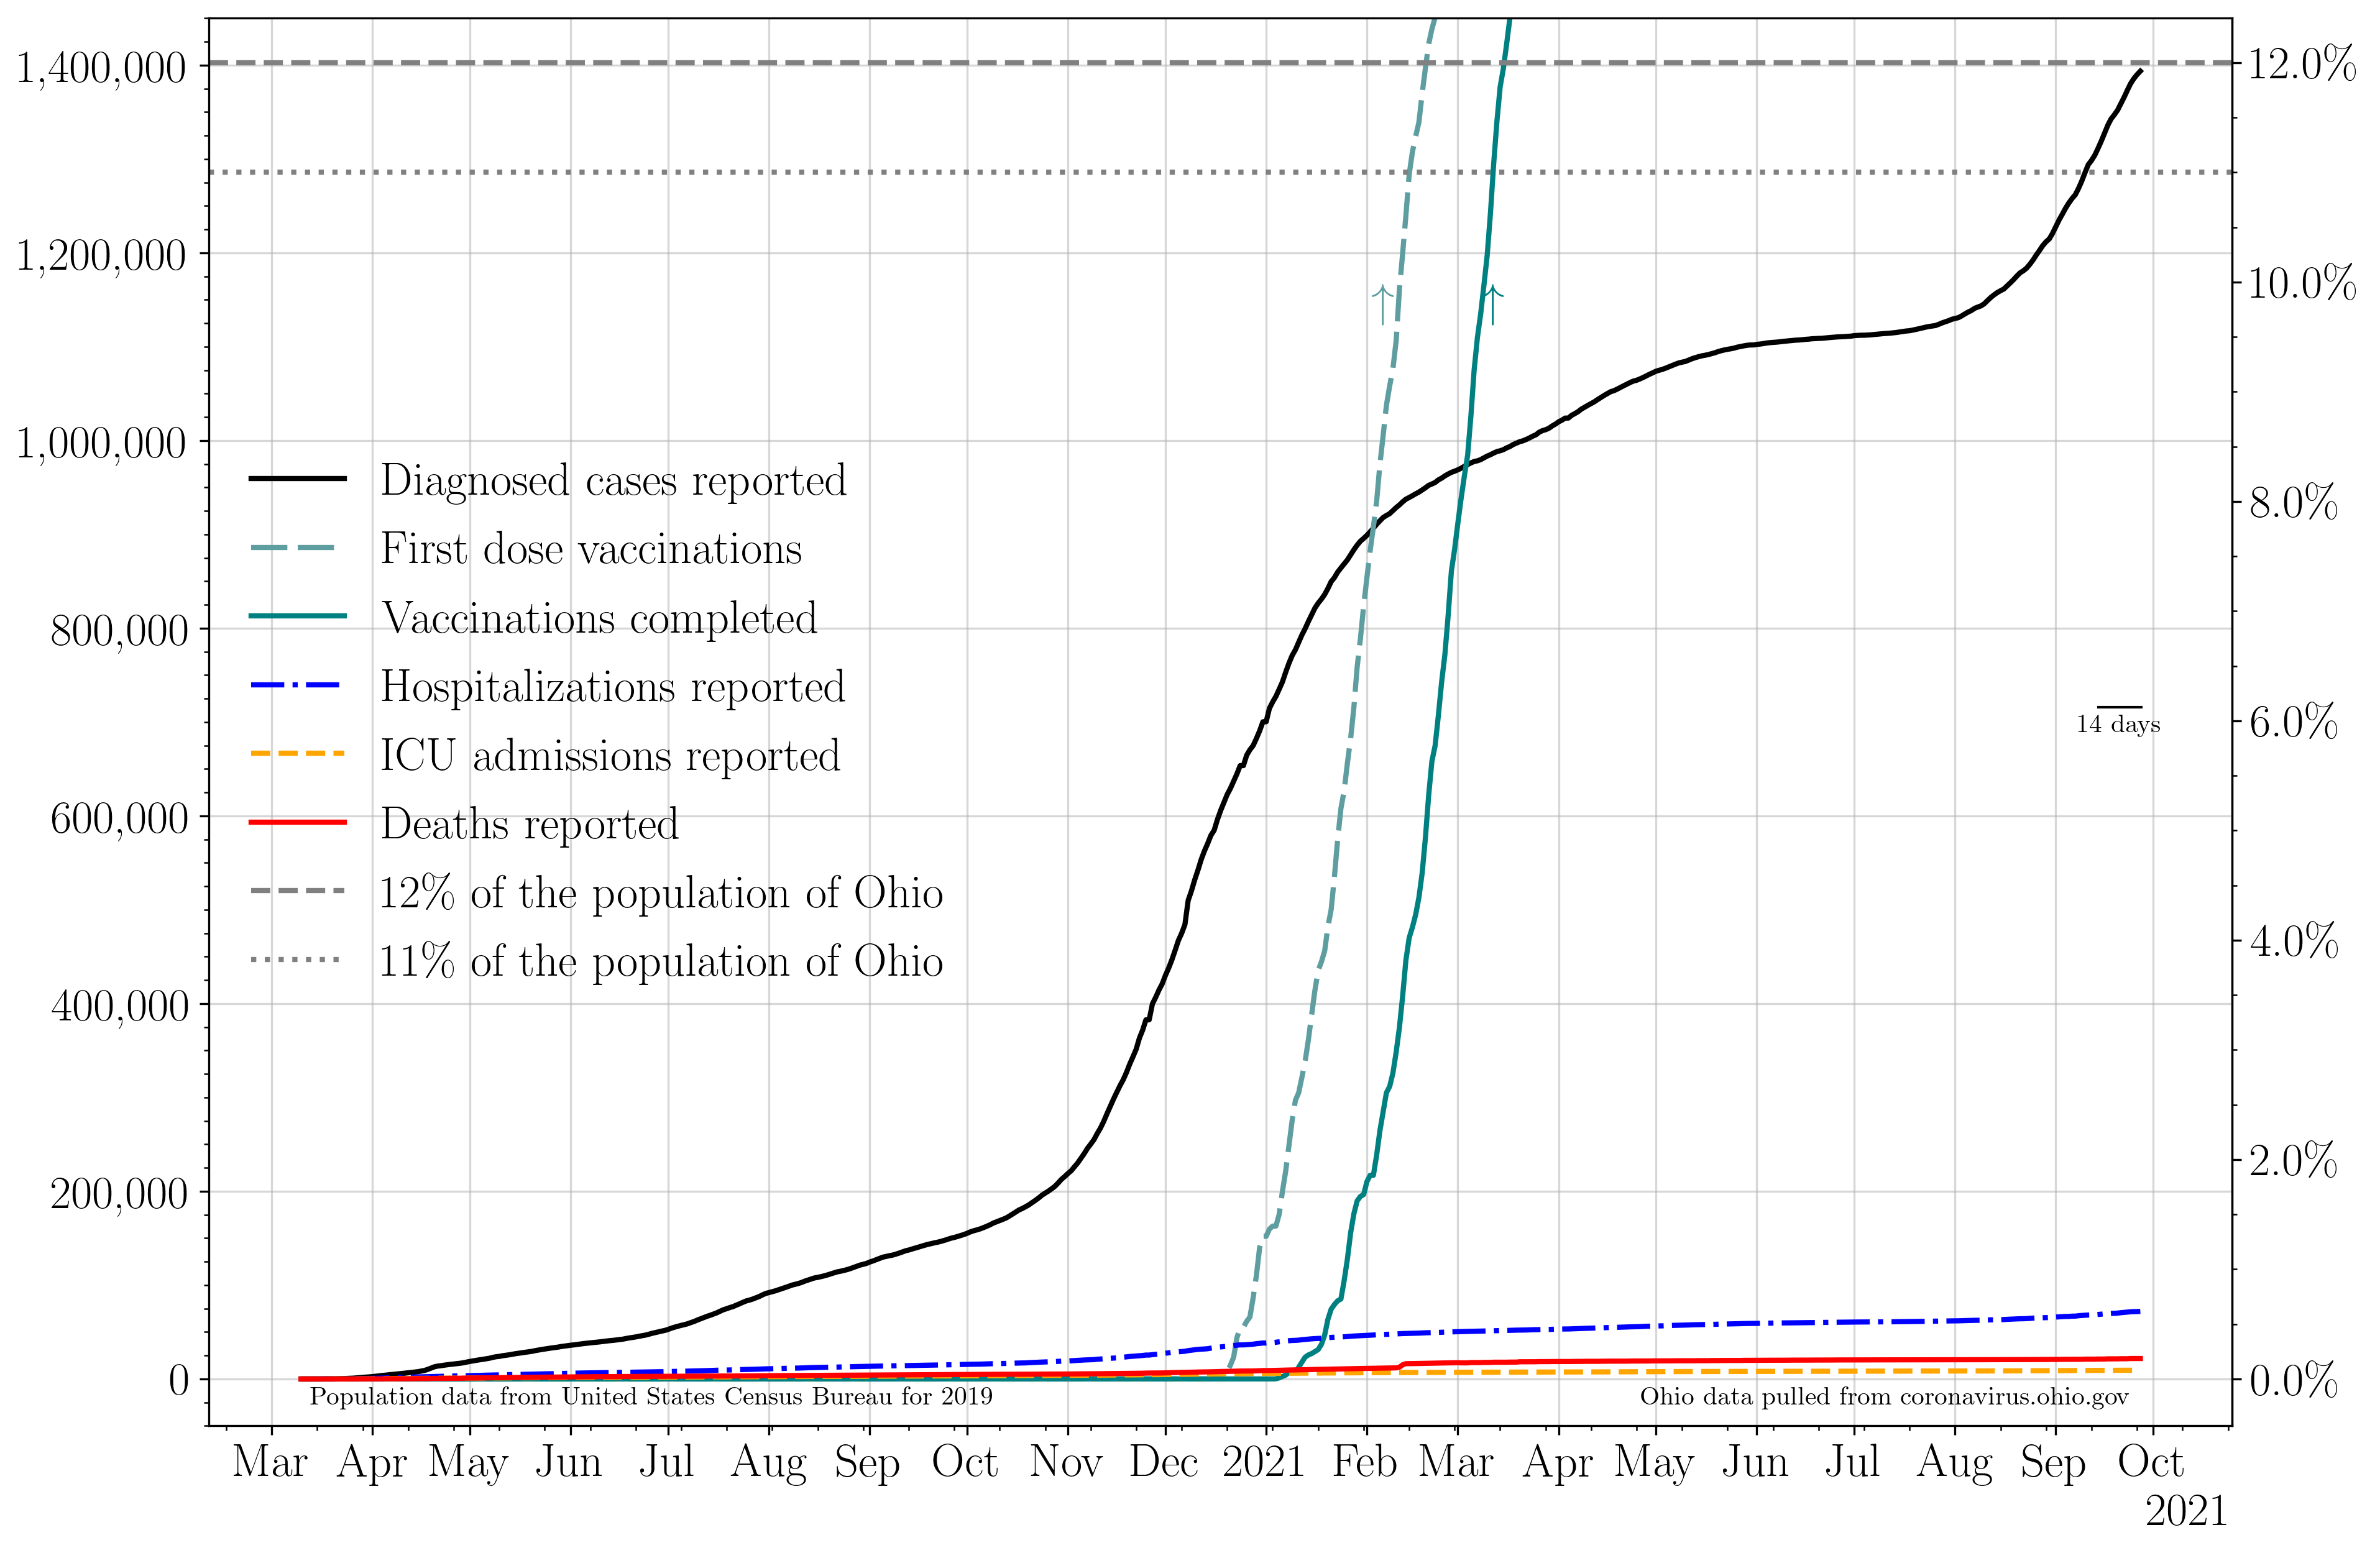 1,400,000
1,200,000
1,000,000
800,000
600,000
400,000
200,000
0
12.0%
10.0%
8.0%
6.0%
4.0%
2.0%
0.0%
↑ ↑
Diagnosed cases reported
First dose vaccinations
Vaccinations completed
Hospitalizations reported
ICU admissions reported
Deaths reported
12% of the population of Ohio
11% of the population of Ohio
14 days
Population data from United States Census Bureau for 2019
Ohio data pulled from coronavirus.ohio.gov
Mar Apr May Jun Jul Aug Sep Oct Nov Dec 2021 Feb Mar Apr May Jun Jul Aug Sep Oct
2021